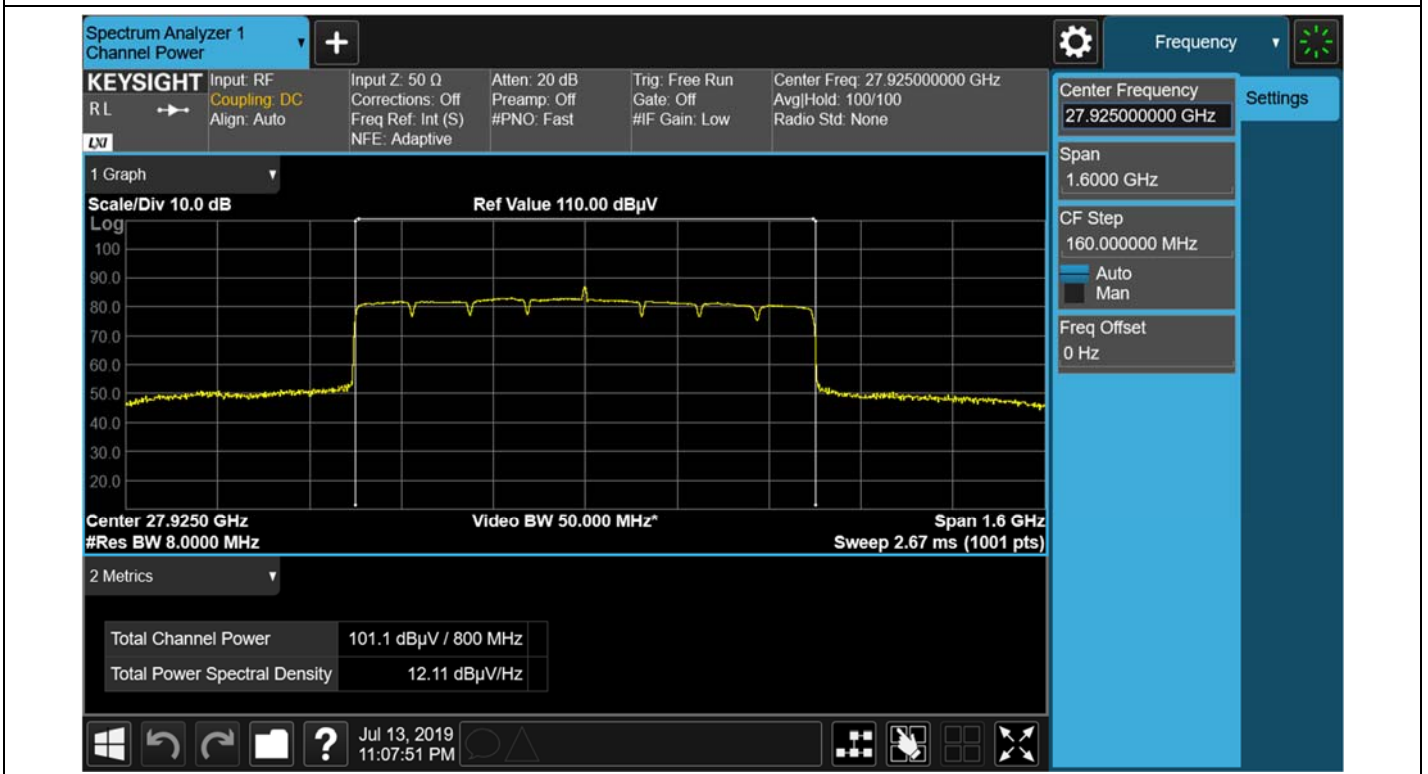 Spectrum Analyzer 1
Channel Power
Frequency
KEYSIGHT
R L
LXI
Input: RF
Coupling: DC
Align: Auto
Input Z: 50 Ω
Corrections: Off
Freq Ref: Int (S)
NFE: Adaptive
Atten: 20 dB
Preamp: Off
#PNO: Fast
Trig: Free Run
Gate: Off
#IF Gain: Low
Center Freq: 27.925000000 GHz
Avg|Hold: 100/100
Radio Std: None
Center Frequency
27.925000000 GHz
Settings
Span
1.6000 GHz
CF Step
160.000000 MHz
Auto
Man
Freq Offset
0 Hz
1 Graph
Scale/Div 10.0 dB
Ref Value 110.00 dBµV
Log
100
90.0
80.0
70.0
60.0
50.0
40.0
30.0
20.0
Center 27.9250 GHz
Video BW 50.000 MHz*
Span 1.6 GHz
#Res BW 8.0000 MHz
Sweep 2.67 ms (1001 pts)
2 Metrics
Total Channel Power 101.1 dBµV / 800 MHz
Total Power Spectral Density 12.11 dBµV/Hz
?
Jul 13, 2019
11:07:51 PM